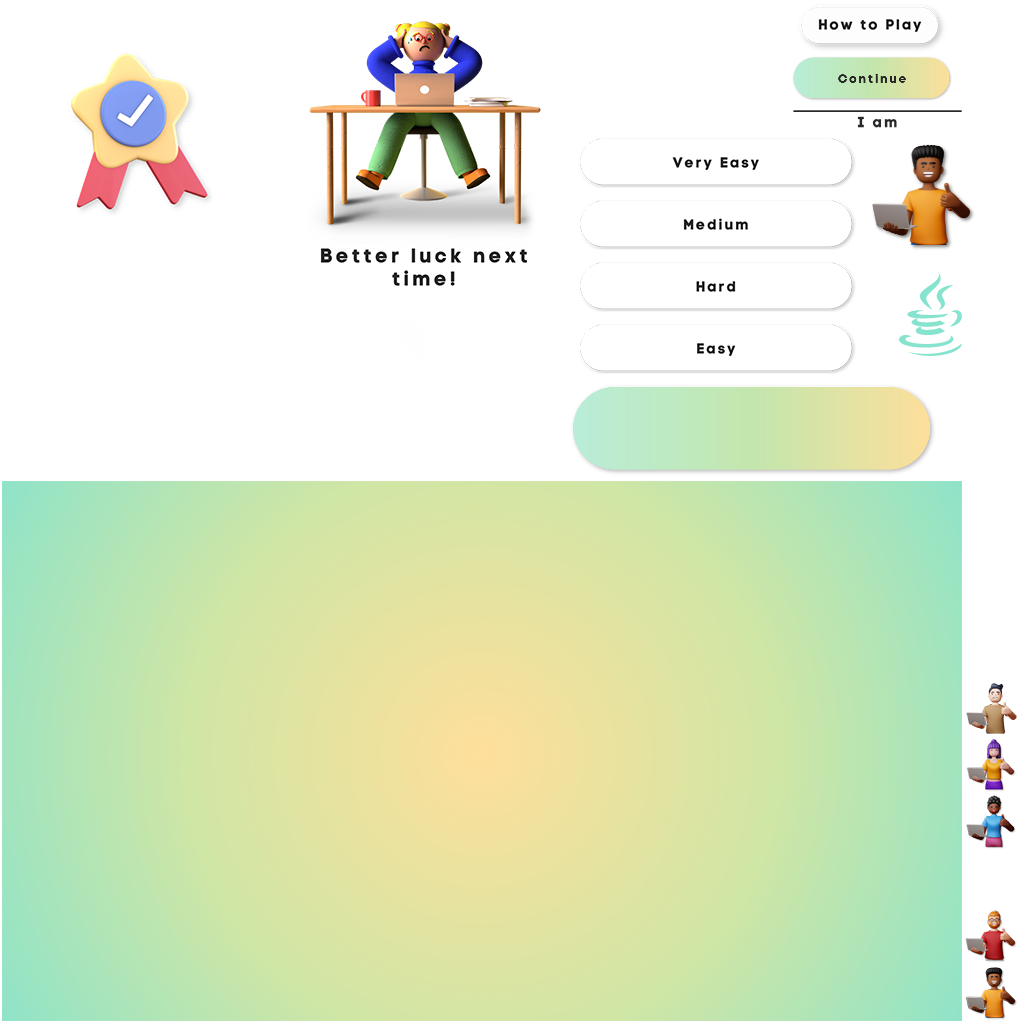 How to Play
Continue
I am
Very Easy
Medium
Hard
Easy
Better luck next
time!